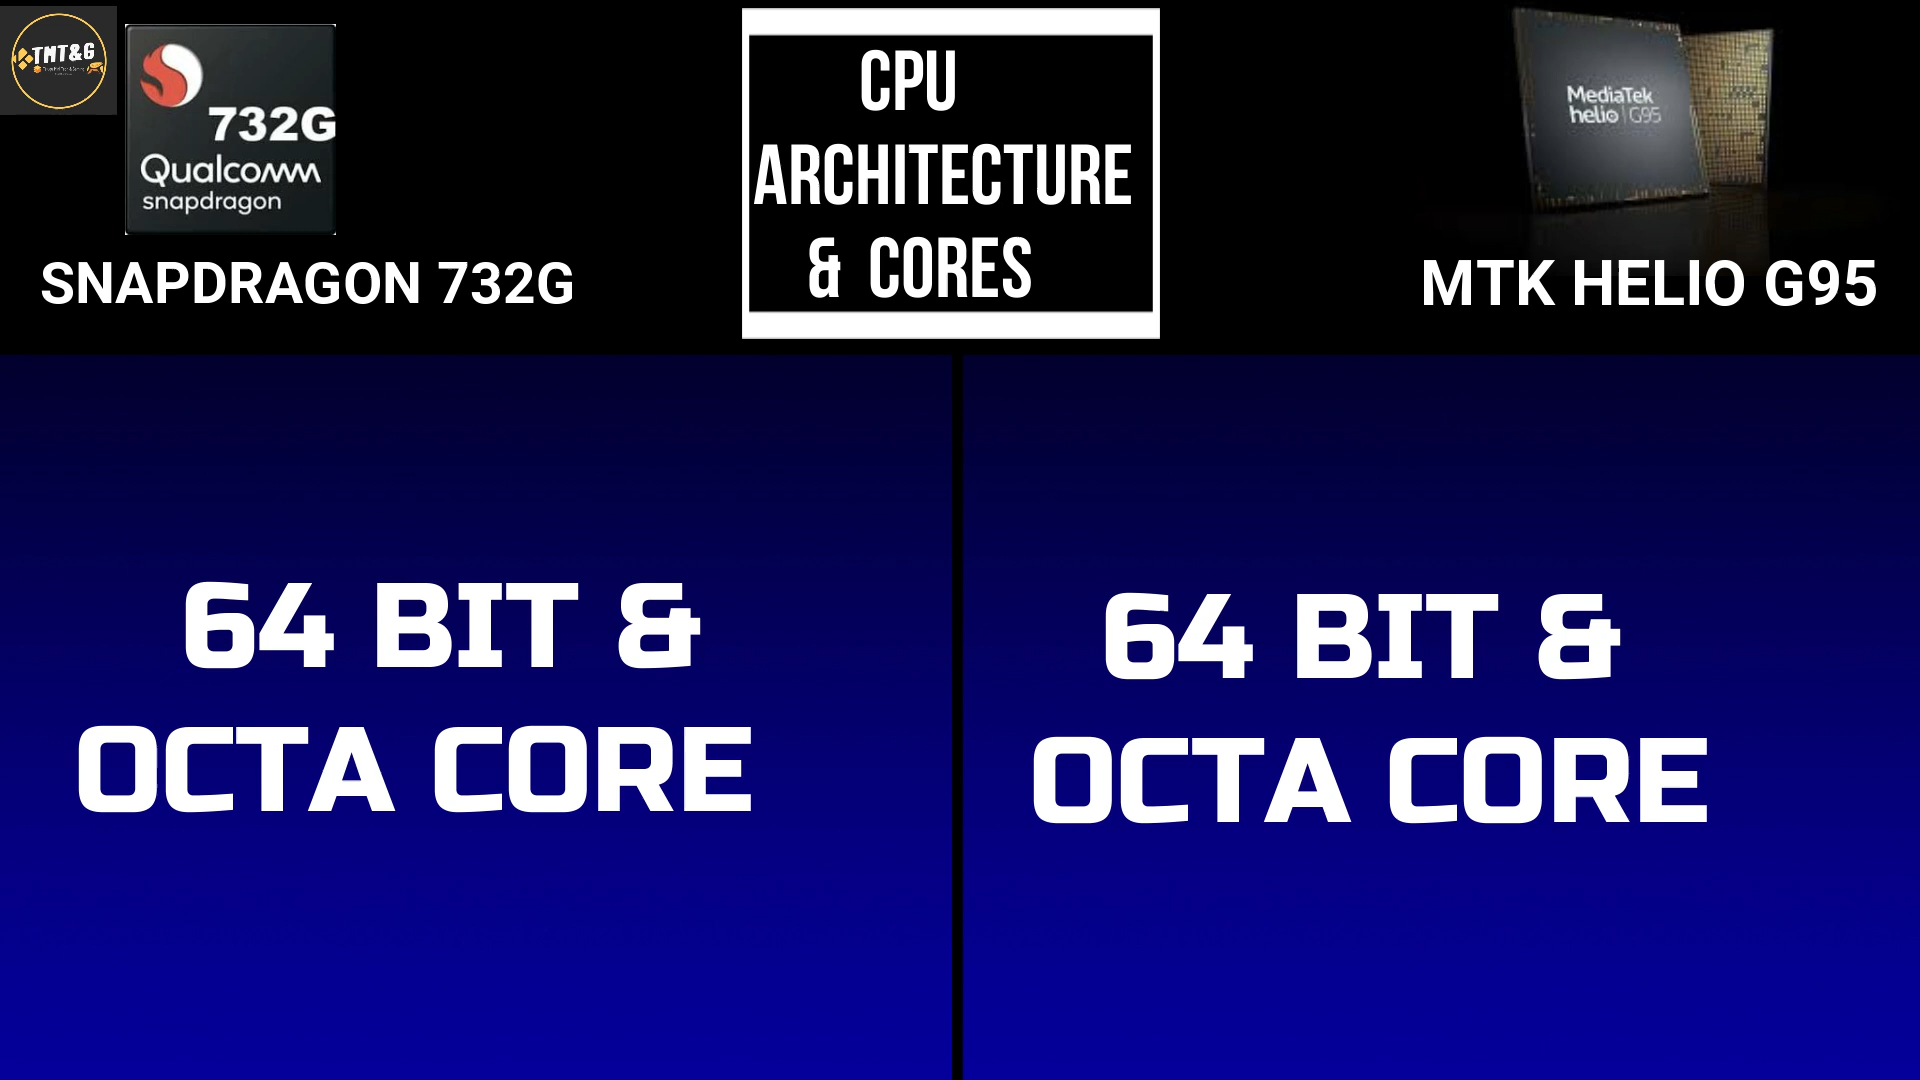 TMT&G
732G
Qualcomm
snapdragon
SNAPDRAGON 732G
CPU
ARCHITECTURE
& CORES
MediaTek
helio G95
MTK HELIO G95
64 BIT &
OCTA CORE
64 BIT &
OCTA CORE